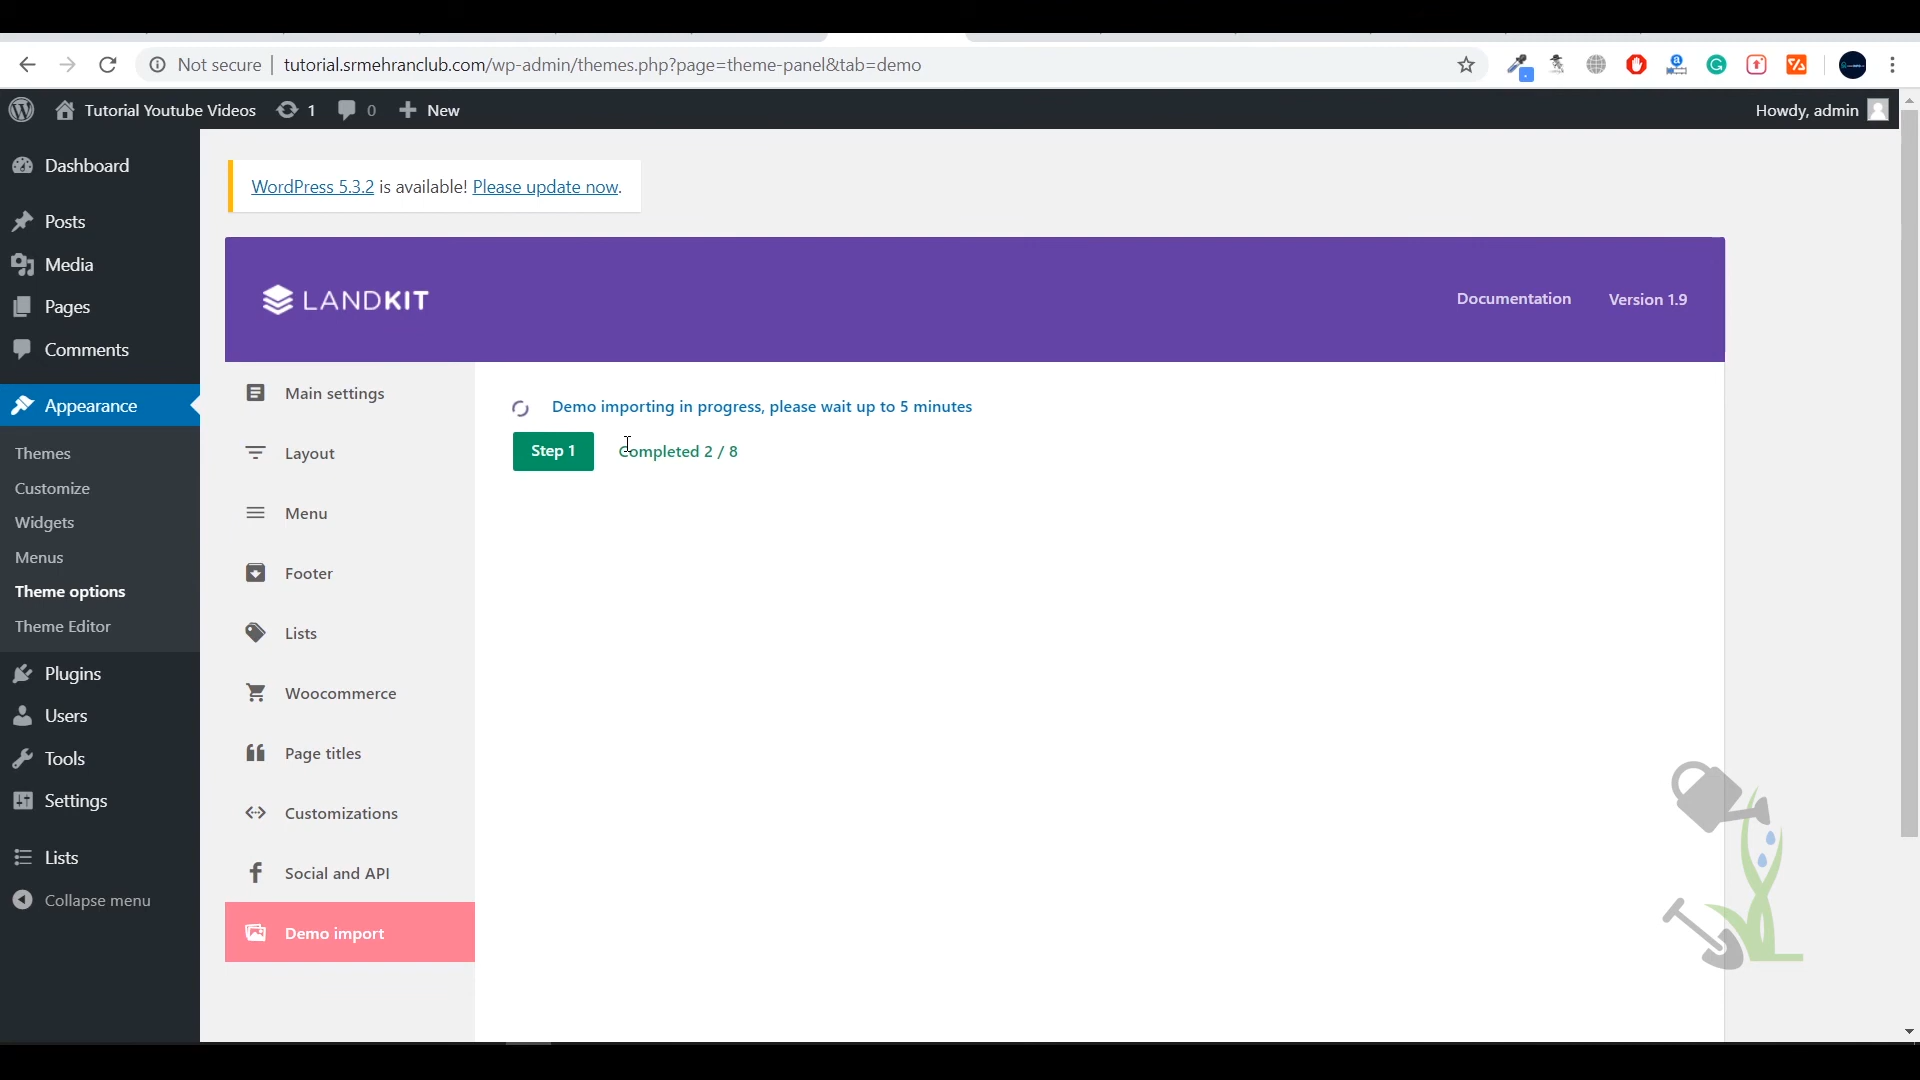 Not secure | tutorial.srmehranclub.com/wp-admin/themes.php?page=theme-panel&tab=demo
Tutorial Youtube Videos 1 0 New Howdy, admin
Dashboard
Posts
Media
Pages
Comments
Appearance
Themes
Customize
Widgets
Menus
Theme options
Theme Editor
Plugins
Users
Tools
Settings
Lists
Collapse menu
WordPress 5.3.2 is available! Please update now.
LANDKIT
Documentation Version 1.9
Main settings
Layout
Menu
Footer
Lists
Woocommerce
Page titles
Customizations
Social and API
Demo import
Demo importing in progress, please wait up to 5 minutes
Step 1 Completed 2 / 8